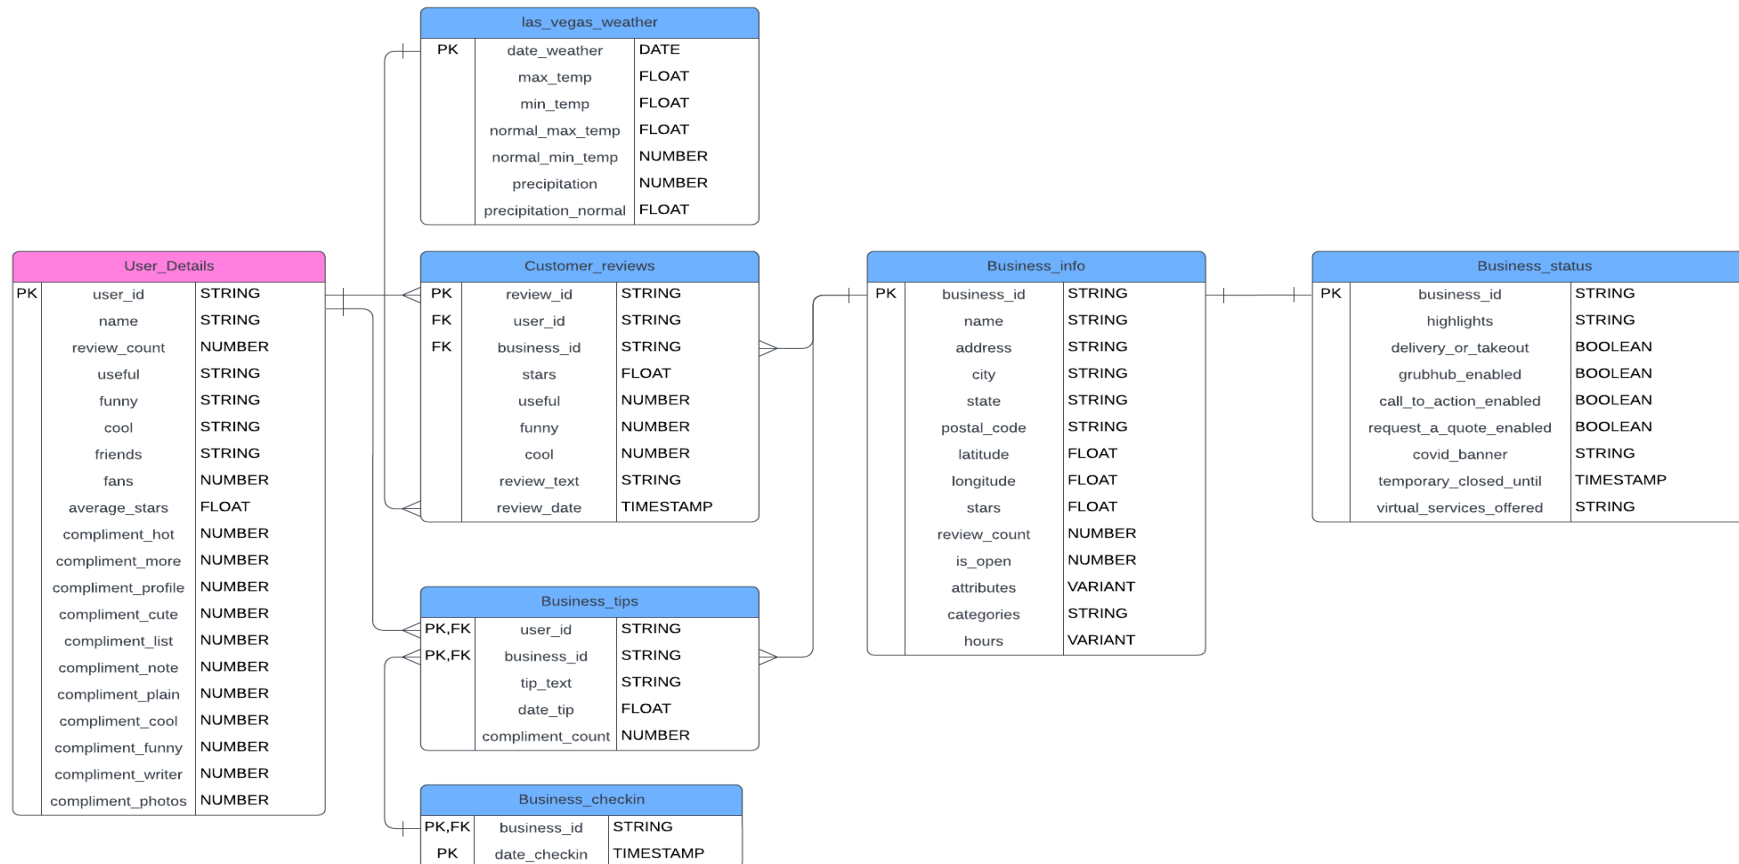 las_vegas_weather
PK date_weather DATE
max_temp FLOAT
min_temp FLOAT
normal_max_temp FLOAT
normal_min_temp NUMBER
precipitation NUMBER
precipitation_normal FLOAT
User_Details
PK user_id STRING
name STRING
review_count NUMBER
useful STRING
funny STRING
cool STRING
friends STRING
fans NUMBER
average_stars FLOAT
compliment_hot NUMBER
compliment_more NUMBER
compliment_profile NUMBER
compliment_cute NUMBER
compliment_list NUMBER
compliment_note NUMBER
compliment_plain NUMBER
compliment_cool NUMBER
compliment_funny NUMBER
compliment_writer NUMBER
compliment_photos NUMBER
Customer_reviews
PK review_id STRING
FK user_id STRING
FK business_id STRING
stars FLOAT
useful NUMBER
funny NUMBER
cool NUMBER
review_text STRING
review_date TIMESTAMP
Business_tips
PK,FK user_id STRING
PK,FK business_id STRING
tip_text STRING
date_tip FLOAT
compliment_count NUMBER
Business_checkin
PK,FK business_id STRING
PK date_checkin TIMESTAMP
Business_info
PK business_id STRING
name STRING
address STRING
city STRING
state STRING
postal_code STRING
latitude FLOAT
longitude FLOAT
stars FLOAT
review_count NUMBER
is_open NUMBER
attributes VARIANT
categories STRING
hours VARIANT
Business_status
PK business_id STRING
highlights STRING
delivery_or_takeout BOOLEAN
grubhub_enabled BOOLEAN
call_to_action_enabled BOOLEAN
request_a_quote_enabled BOOLEAN
covid_banner STRING
temporary_closed_until TIMESTAMP
virtual_services_offered STRING